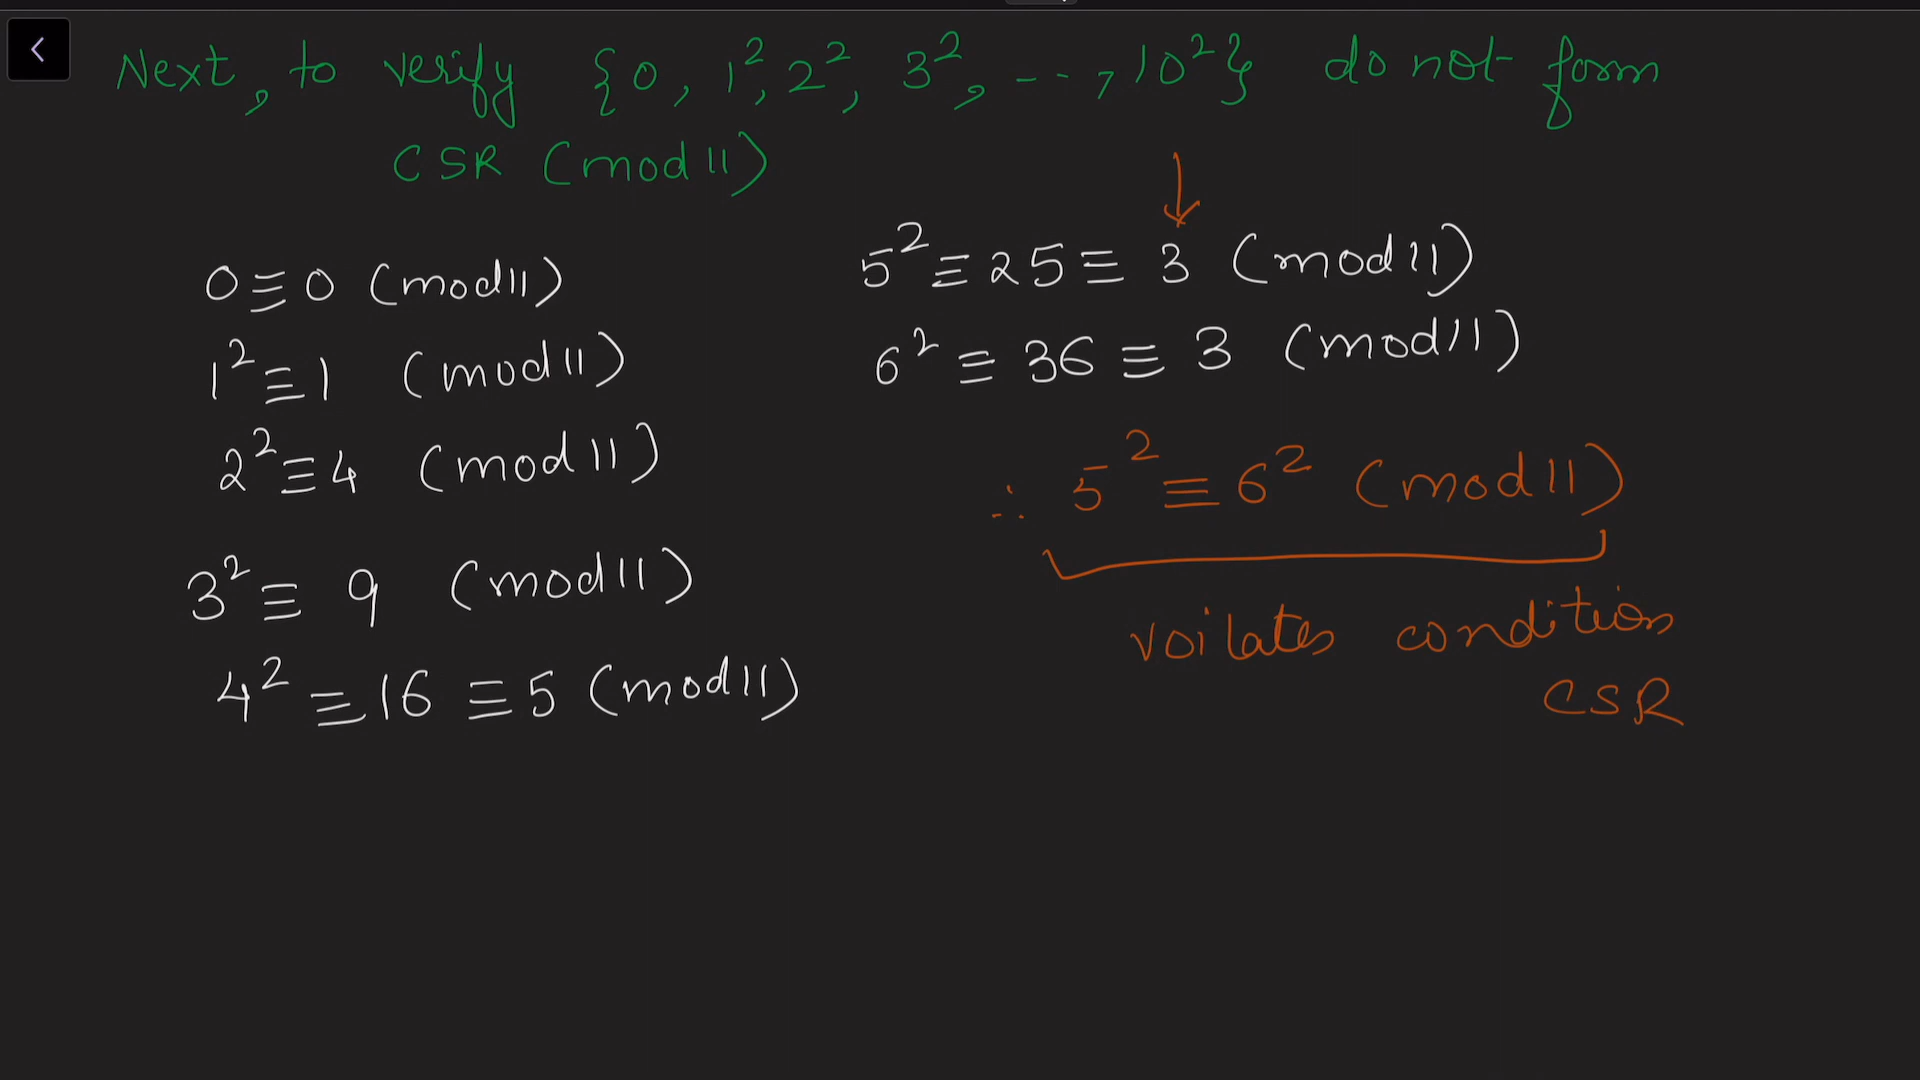 Next, to verify {0, 1², 2², 3², ---, 10²} do not form
CSR (mod 11)
0 ≡ 0 (mod 11)
1² ≡ 1 (mod 11)
2² ≡ 4 (mod 11)
3² ≡ 9 (mod 11)
4² ≡ 16 ≡ 5 (mod 11)
5² ≡ 25 ≡ 3 (mod 11)
6² ≡ 36 ≡ 3 (mod 11)
∴ 5² ≡ 6² (mod 11)
voilates condition
CSR